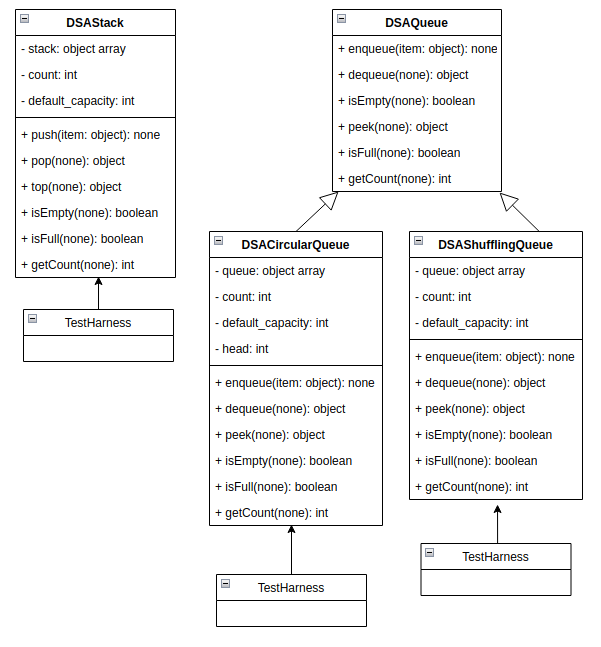 DSAStack
- stack: object array
- count: int
- default_capacity: int
+ push(item: object): none
+ pop(none): object
+ top(none): object
+ isEmpty(none): boolean
+ isFull(none): boolean
+ getCount(none): int
TestHarness
DSAQueue
+ enqueue(item: object): none
+ dequeue(none): object
+ isEmpty(none): boolean
+ peek(none): object
+ isFull(none): boolean
+ getCount(none): int
DSACircularQueue
- queue: object array
- count: int
- default_capacity: int
- head: int
+ enqueue(item: object): none
+ dequeue(none): object
+ peek(none): object
+ isEmpty(none): boolean
+ isFull(none): boolean
+ getCount(none): int
TestHarness
DSAShufflingQueue
- queue: object array
- count: int
- default_capacity: int
+ enqueue(item: object): none
+ dequeue(none): object
+ peek(none): object
+ isEmpty(none): boolean
+ isFull(none): boolean
+ getCount(none): int
TestHarness